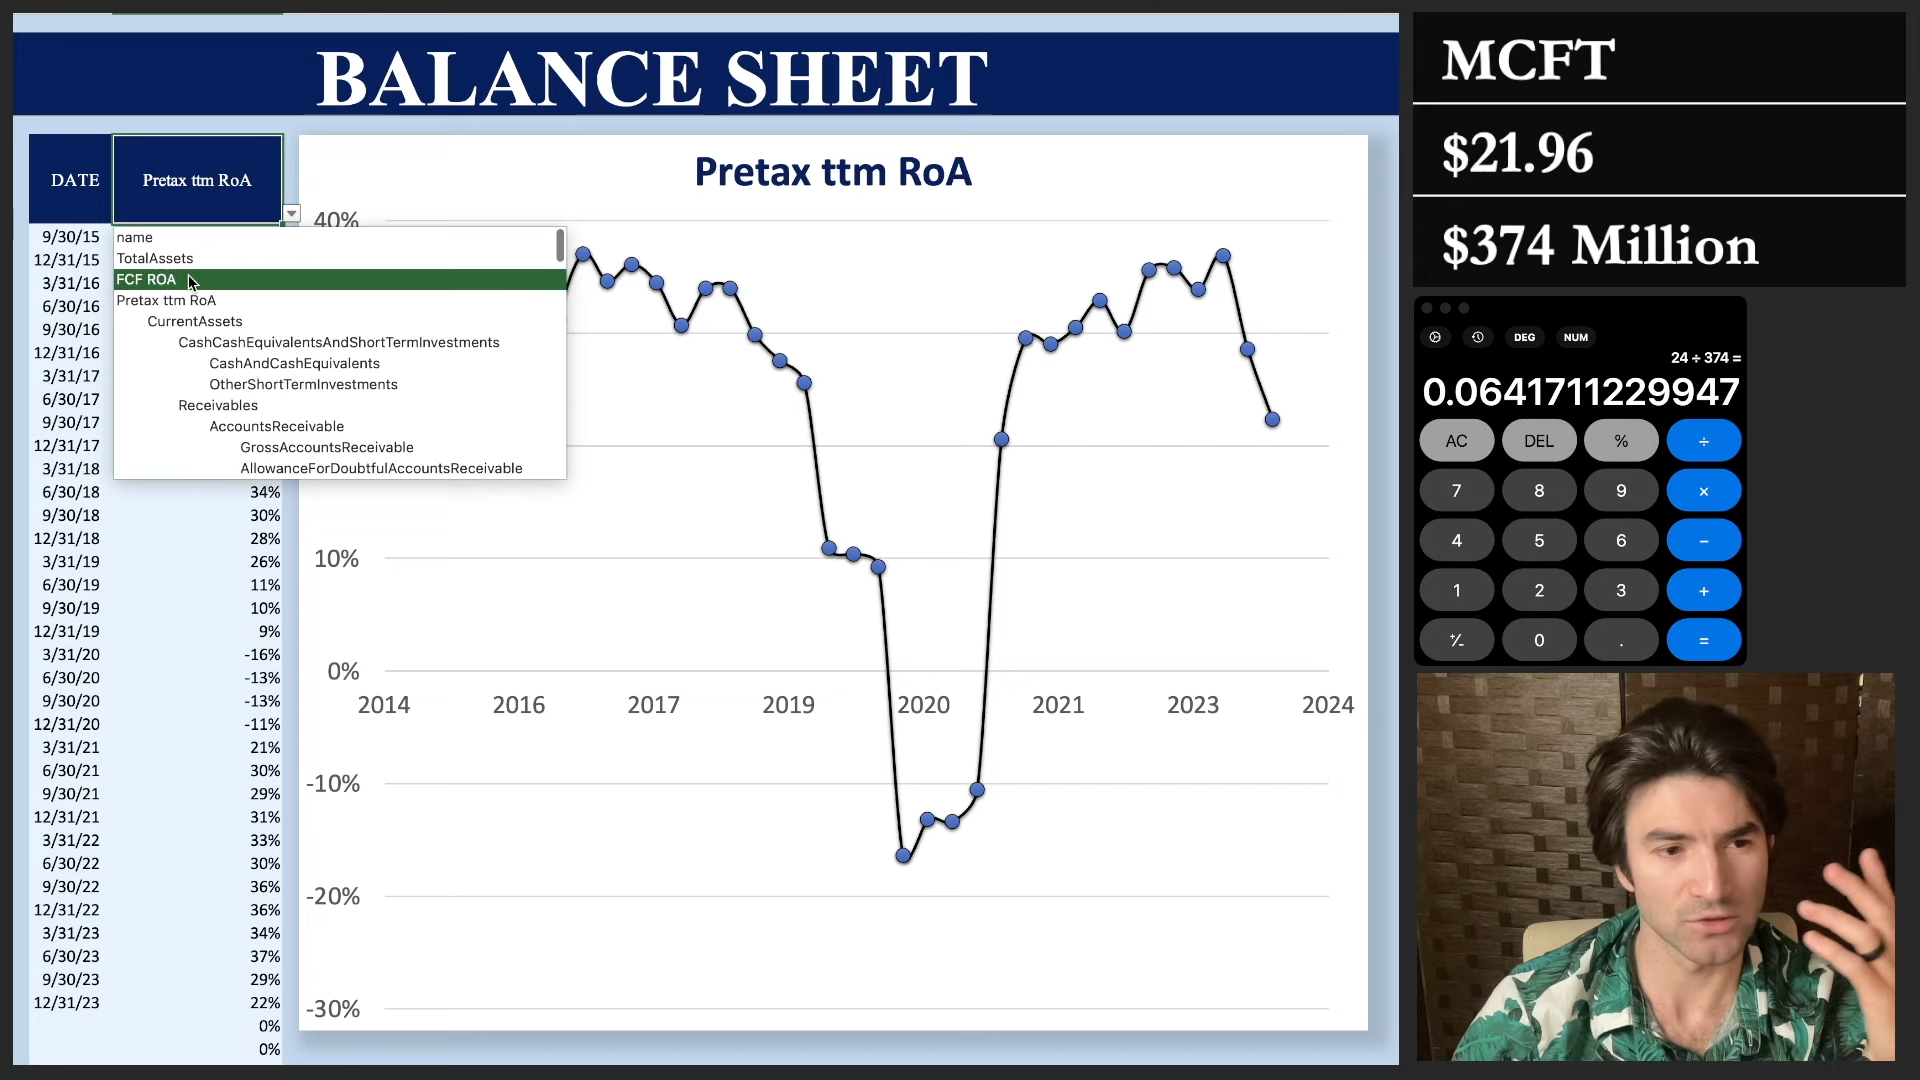 BALANCE SHEET
DATE
Pretax ttm RoA
9/30/15
12/31/15
3/31/16
6/30/16
9/30/16
12/31/16
3/31/17
6/30/17
9/30/17
12/31/17
3/31/18
6/30/18 34%
9/30/18 30%
12/31/18 28%
3/31/19 26%
6/30/19 11%
9/30/19 10%
12/31/19 9%
3/31/20 -16%
6/30/20 -13%
9/30/20 -13%
12/31/20 -11%
3/31/21 21%
6/30/21 30%
9/30/21 29%
12/31/21 31%
3/31/22 33%
6/30/22 30%
9/30/22 36%
12/31/22 36%
3/31/23 34%
6/30/23 37%
9/30/23 29%
12/31/23 22%
0%
0%
name
TotalAssets
FCF ROA
Pretax ttm RoA
CurrentAssets
CashCashEquivalentsAndShortTermInvestments
CashAndCashEquivalents
OtherShortTermInvestments
Receivables
AccountsReceivable
GrossAccountsReceivable
AllowanceForDoubtfulAccountsReceivable
Pretax ttm RoA
40%
10%
0%
2014 2016 2017 2019 2020 2021 2023 2024
-10%
-20%
-30%
MCFT
$21.96
$374 Million
DEG NUM
24 ÷ 374 =
0.0641711229947
AC DEL % ÷
7 8 9 ×
4 5 6 −
1 2 3 +
⁺∕₋ 0 . =